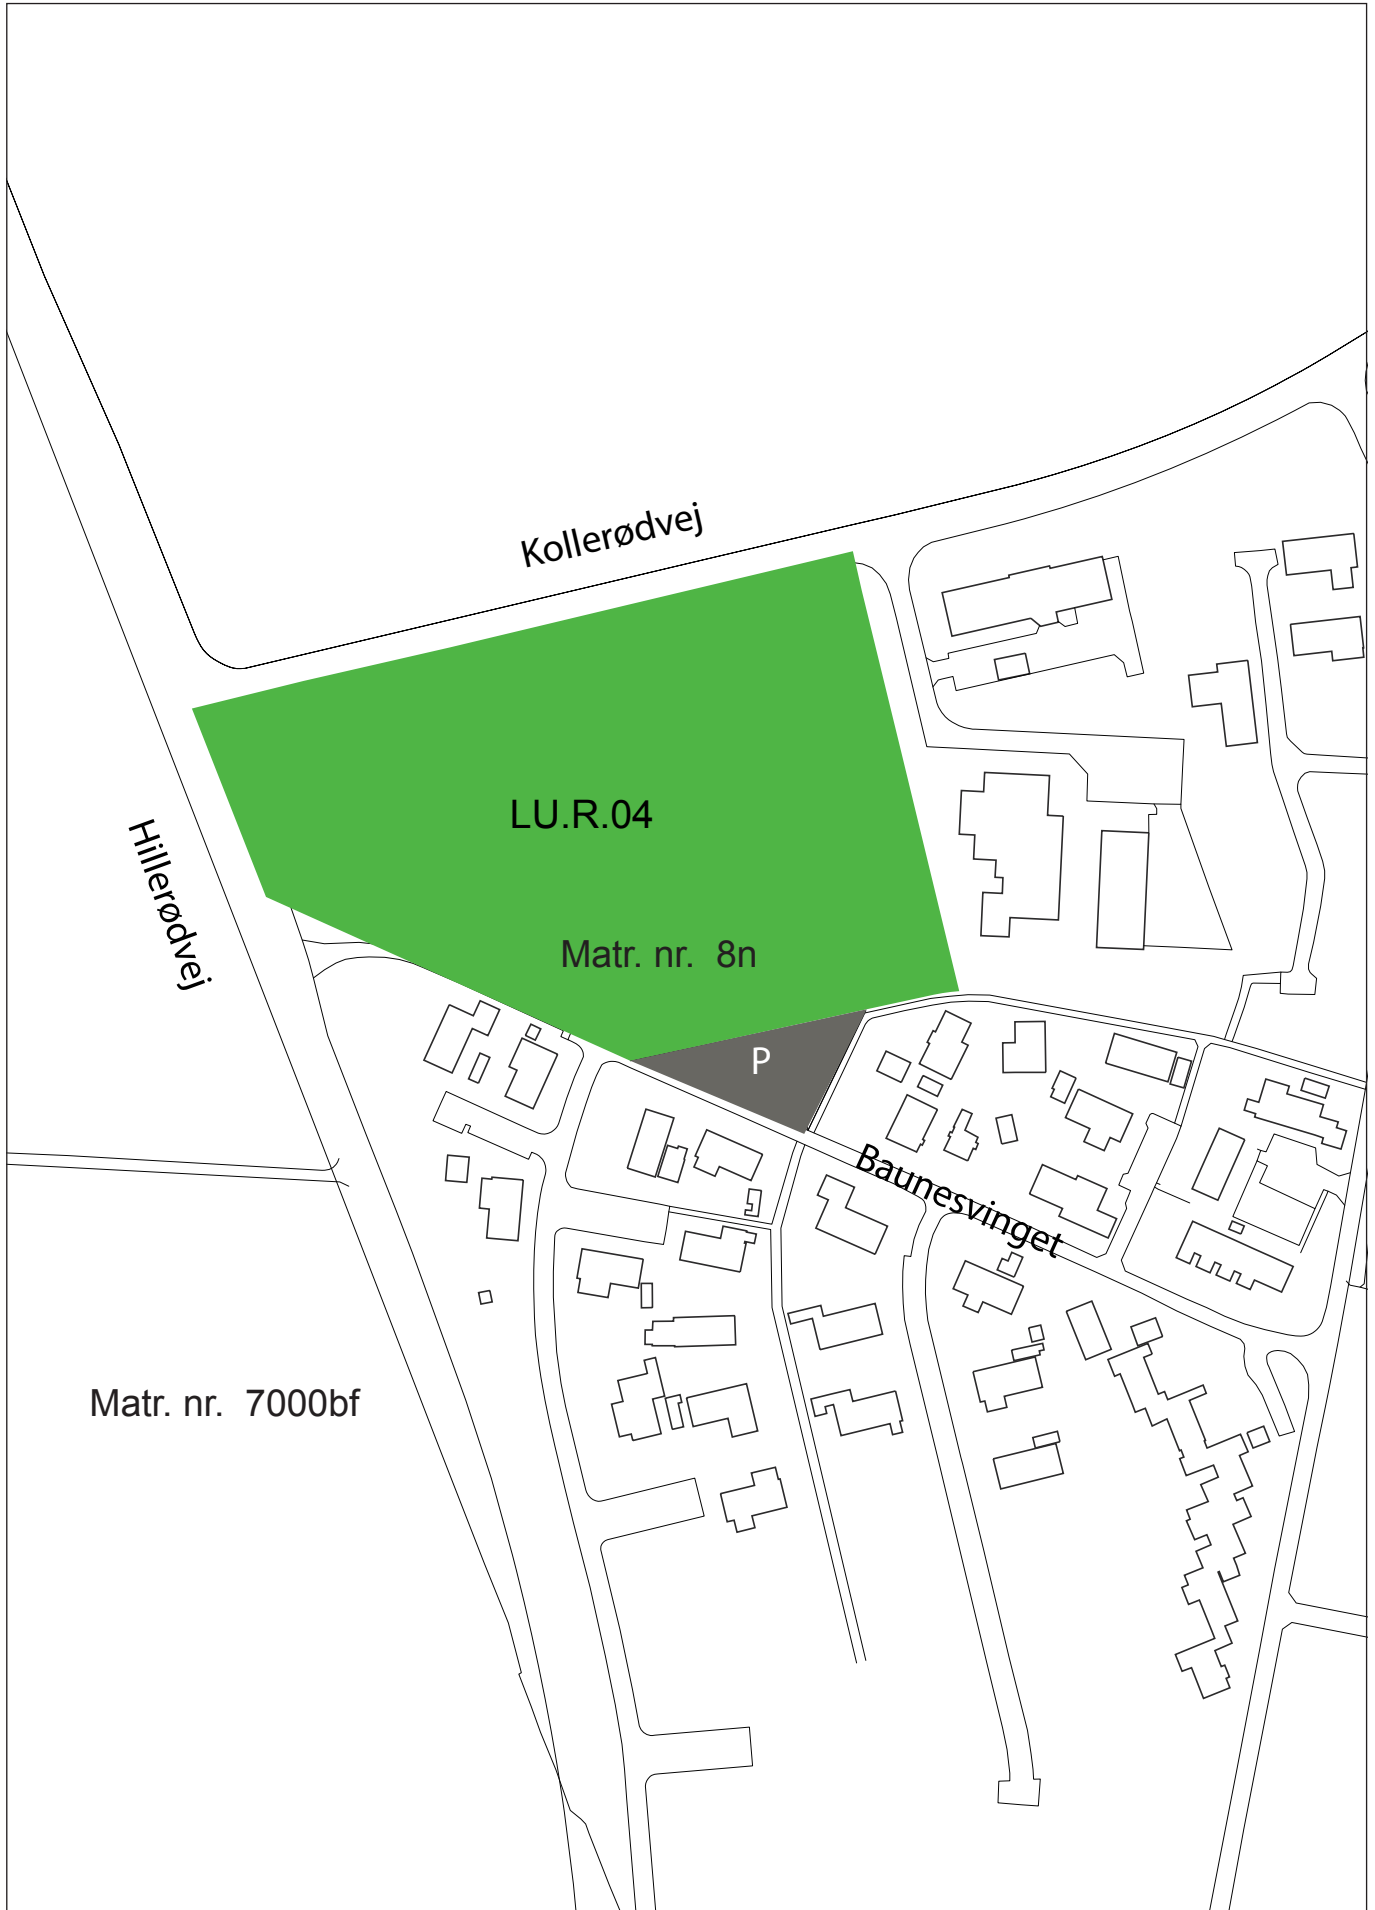 Kollerødvej
LU.R.04
Hillerødvej
Matr. nr. 8n
P
Baunesvinget
Matr. nr. 7000bf